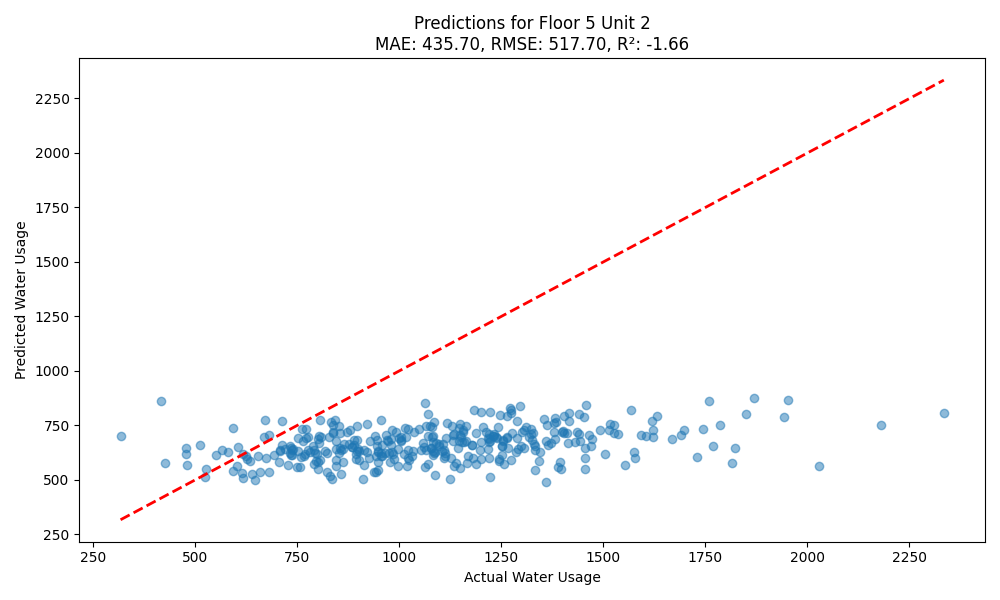 Predictions for Floor 5 Unit 2
MAE: 435.70, RMSE: 517.70, R²: -1.66
Predicted Water Usage
2250
2000
1750
1500
1250
1000
750
500
250
250 500 750 1000 1250 1500 1750 2000 2250
Actual Water Usage